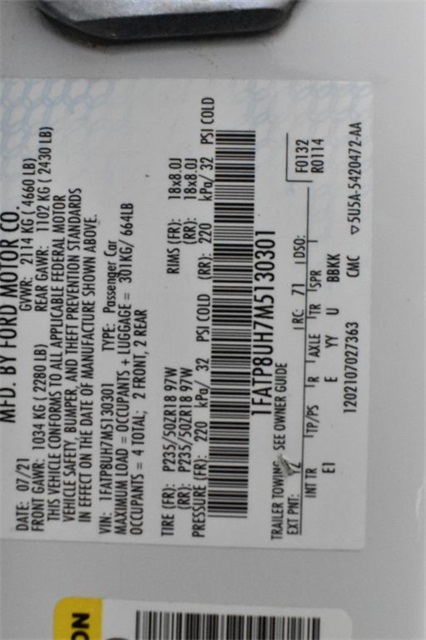 MFD. BY FORD MOTOR CO.
DATE: 07/21 GVWR: 2114 KG (4660 LB)
FRONT GAWR: 1034 KG (2280 LB) REAR GAWR: 1102 KG (2430 LB)
THIS VEHICLE CONFORMS TO ALL APPLICABLE FEDERAL MOTOR
VEHICLE SAFETY, BUMPER, AND THEFT PREVENTION STANDARDS
IN EFFECT ON THE DATE OF MANUFACTURE SHOWN ABOVE.
VIN: 1FATP8UH7M5130301 TYPE: Passenger Car
MAXIMUM LOAD = OCCUPANTS + LUGGAGE = 301KG/ 664LB
OCCUPANTS = 4 TOTAL; 2 FRONT, 2 REAR
TIRE (FR): P235/50ZR18 97W RIMS (FR): 18x8.0J
(RR): P235/50ZR18 97W (RR): 18x8.0J
PRESSURE (FR): 220 kPa/ 32 PSI COLD (RR): 220 kPa/ 32 PSI COLD
1FATP8UH7M5130301
TRAILER TOWING- SEE OWNER GUIDE
EXT PNT: YZ RC: 71 DSO: F0132
R0114
INT TR TP/PS R AXLE TR SPR
E1 E YY U BBKK
1202107027363 CMC ▽5U5A-5420472-AA
ON